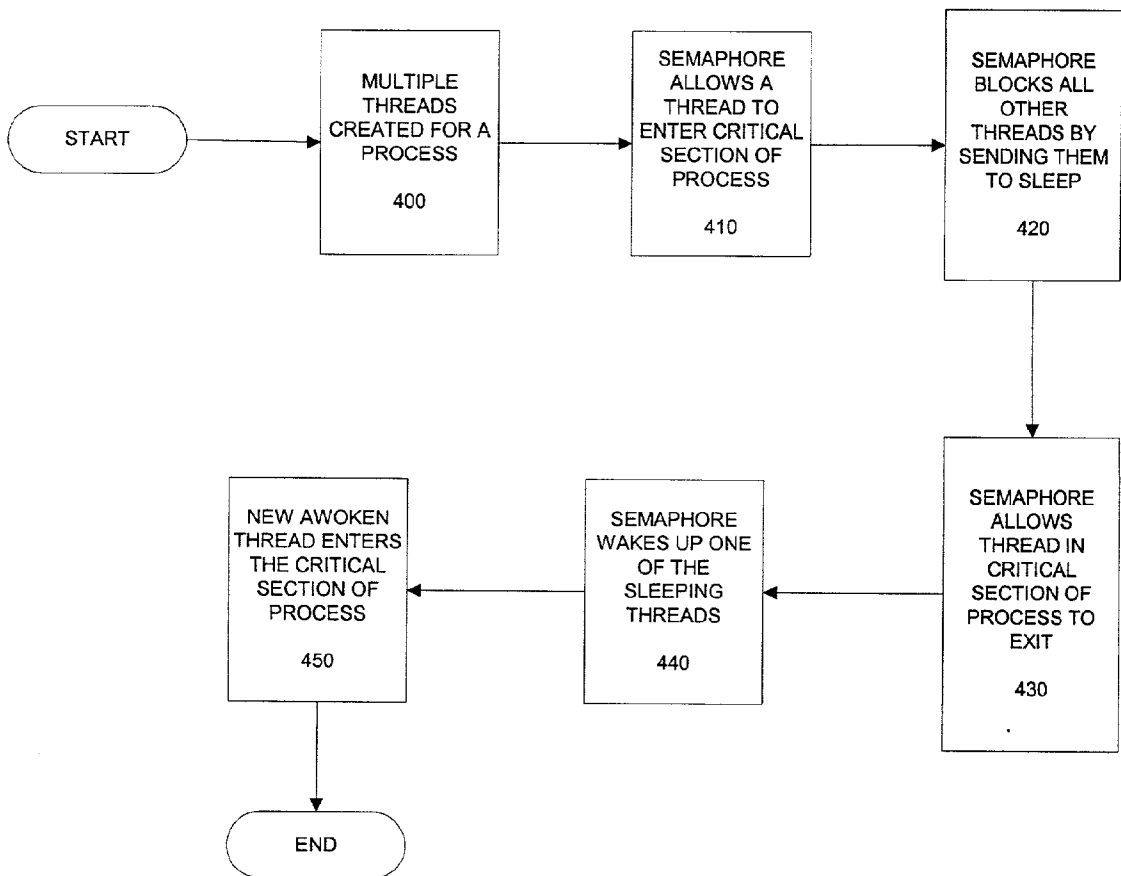 START
MULTIPLE
THREADS
CREATED FOR A
PROCESS
400
SEMAPHORE
ALLOWS A
THREAD TO
ENTER CRITICAL
SECTION OF
PROCESS
410
SEMAPHORE
BLOCKS ALL
OTHER
THREADS BY
SENDING THEM
TO SLEEP
420
SEMAPHORE
ALLOWS
THREAD IN
CRITICAL
SECTION OF
PROCESS TO
EXIT
430
SEMAPHORE
WAKES UP ONE
OF THE
SLEEPING
THREADS
440
NEW AWOKEN
THREAD ENTERS
THE CRITICAL
SECTION OF
PROCESS
450
END